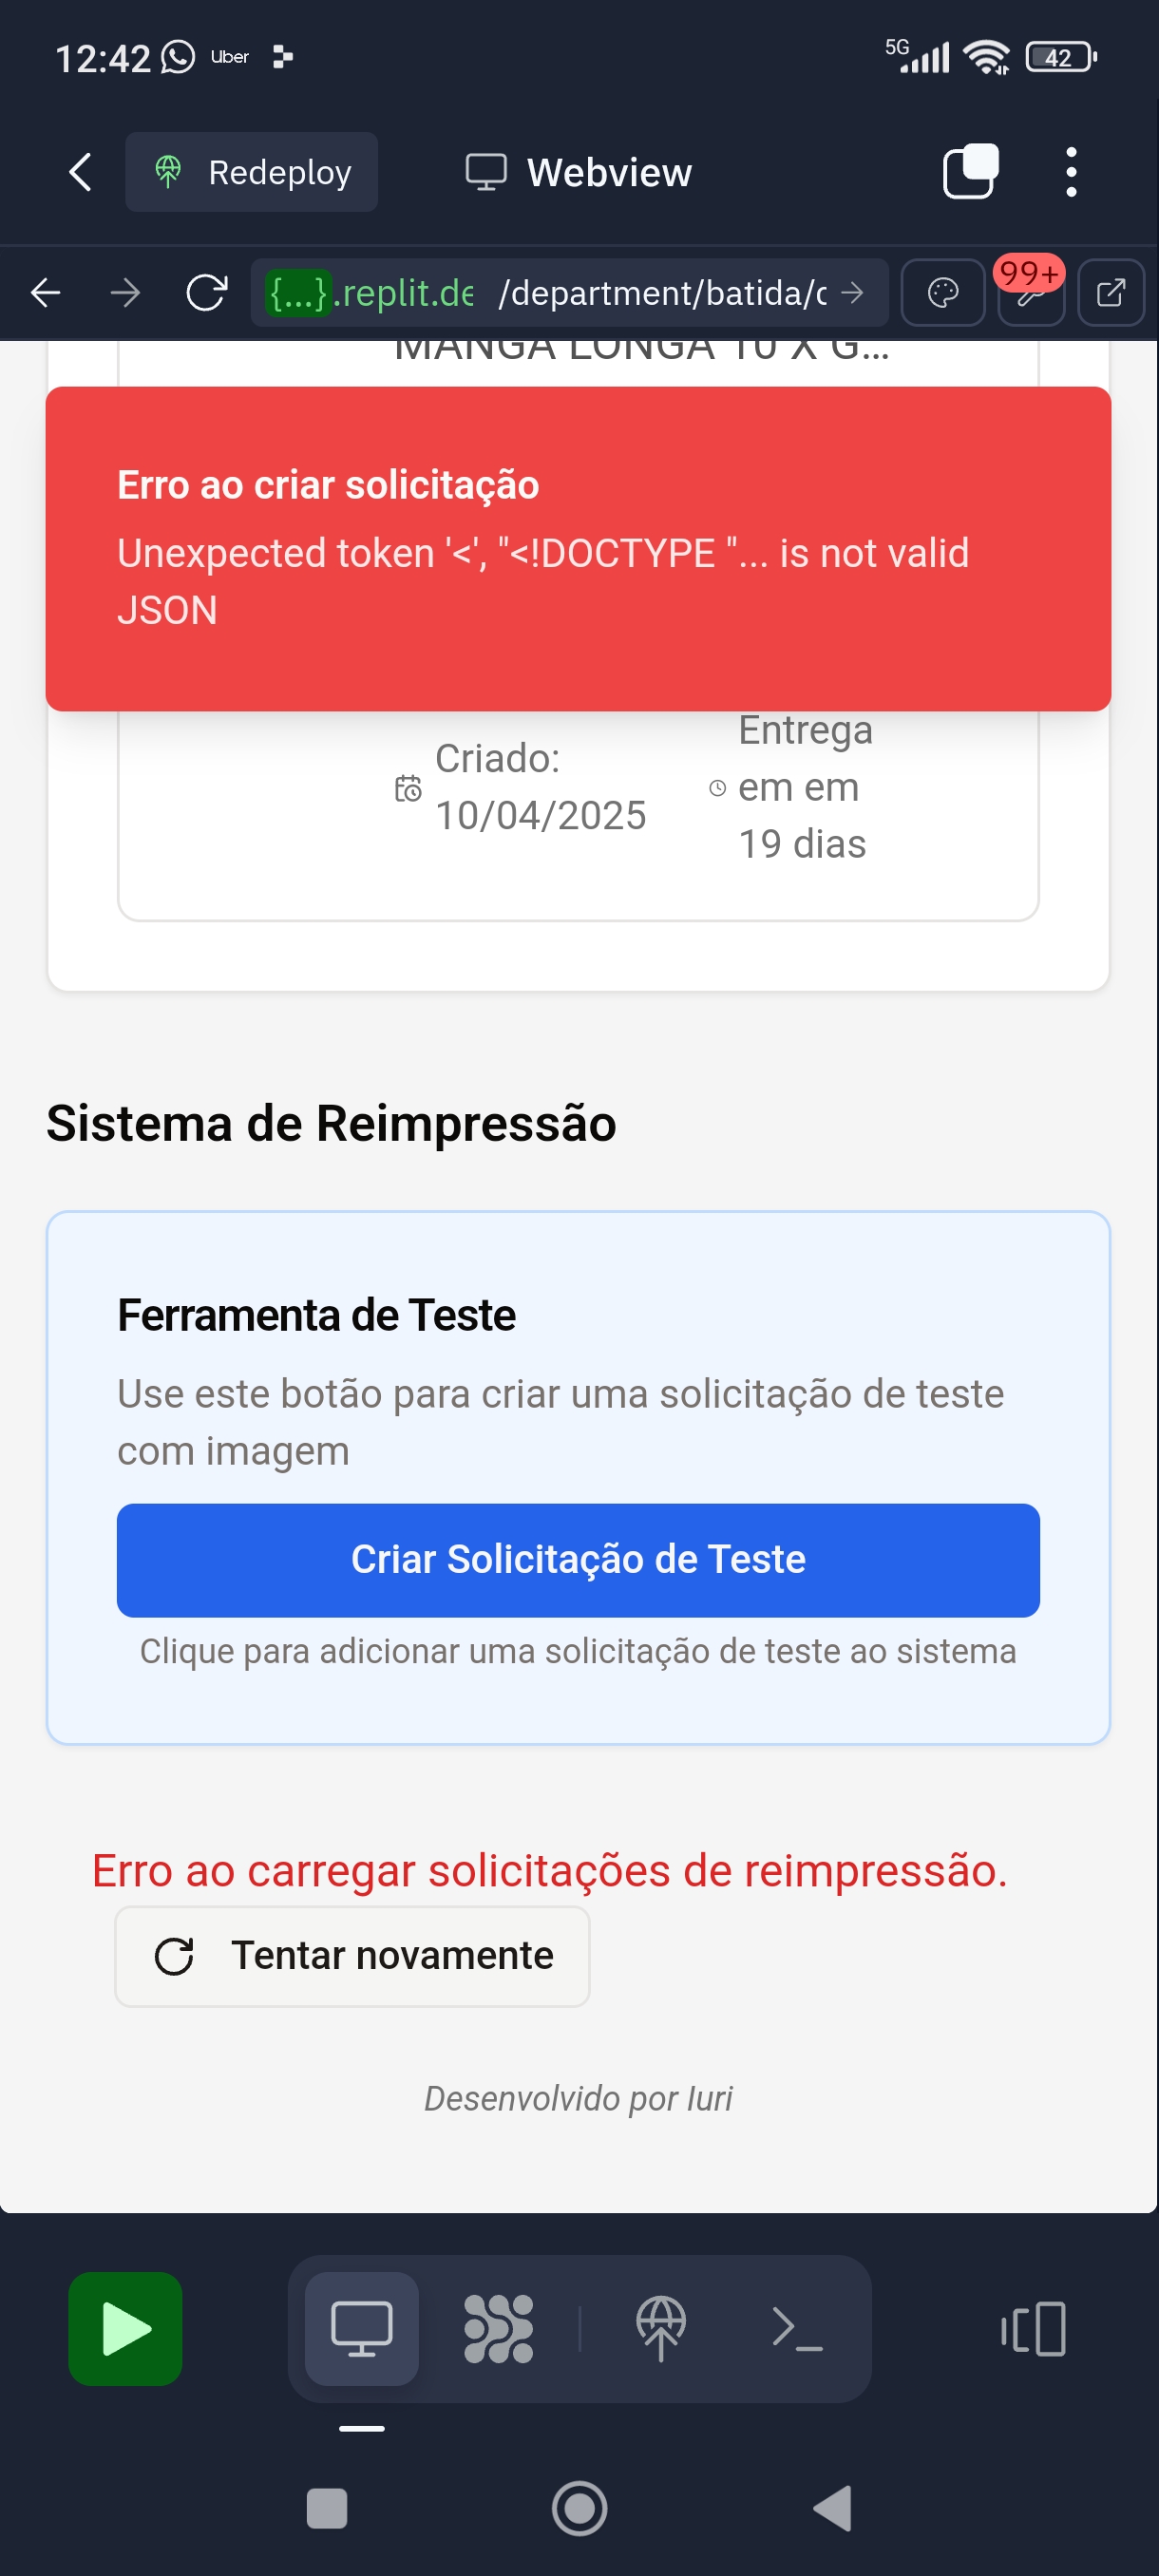 12:42 Uber 5G 42
Redeploy Webview
{...}.replit.de /department/batida/c 99+
MANGA LONGA 10 X G...
Erro ao criar solicitação
Unexpected token '<', "<!DOCTYPE "... is not valid
JSON
Criado:
10/04/2025
Entrega
em em
19 dias
Sistema de Reimpressão
Ferramenta de Teste
Use este botão para criar uma solicitação de teste
com imagem
Criar Solicitação de Teste
Clique para adicionar uma solicitação de teste ao sistema
Erro ao carregar solicitações de reimpressão.
Tentar novamente
Desenvolvido por Iuri